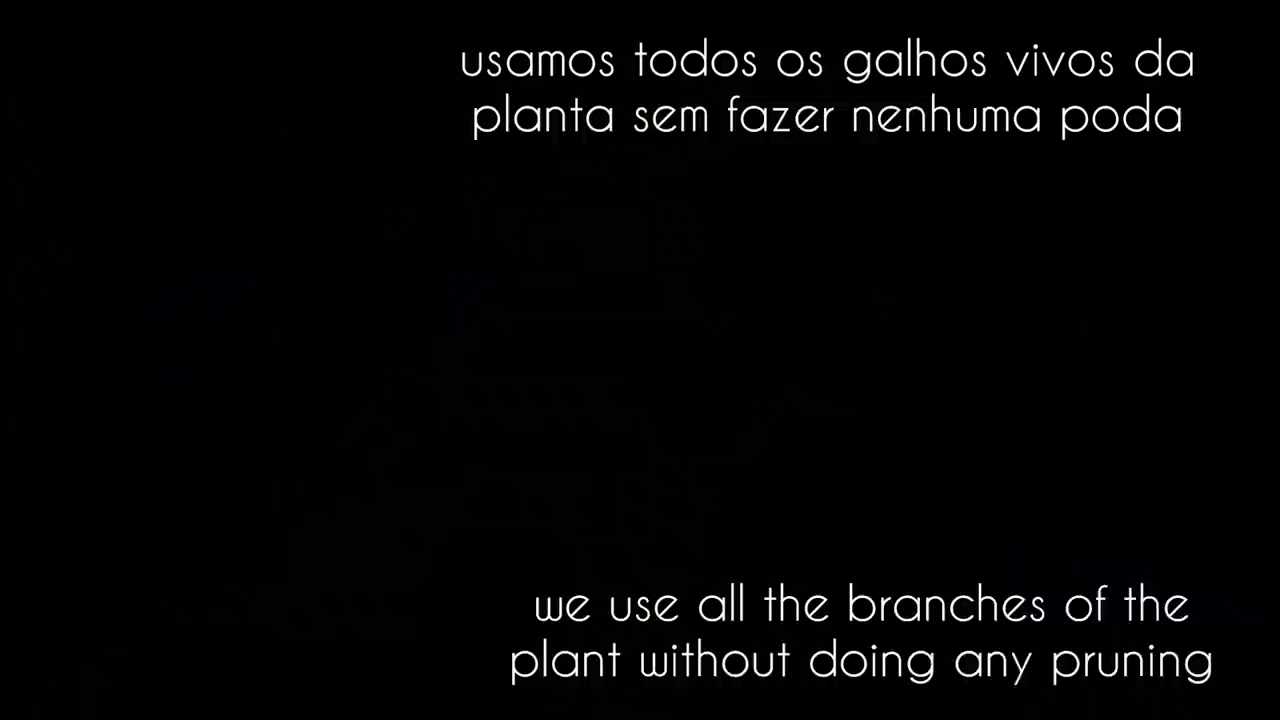 usamos todos os galhos vivos da
planta sem fazer nenhuma poda
we use all the branches of the
plant without doing any pruning